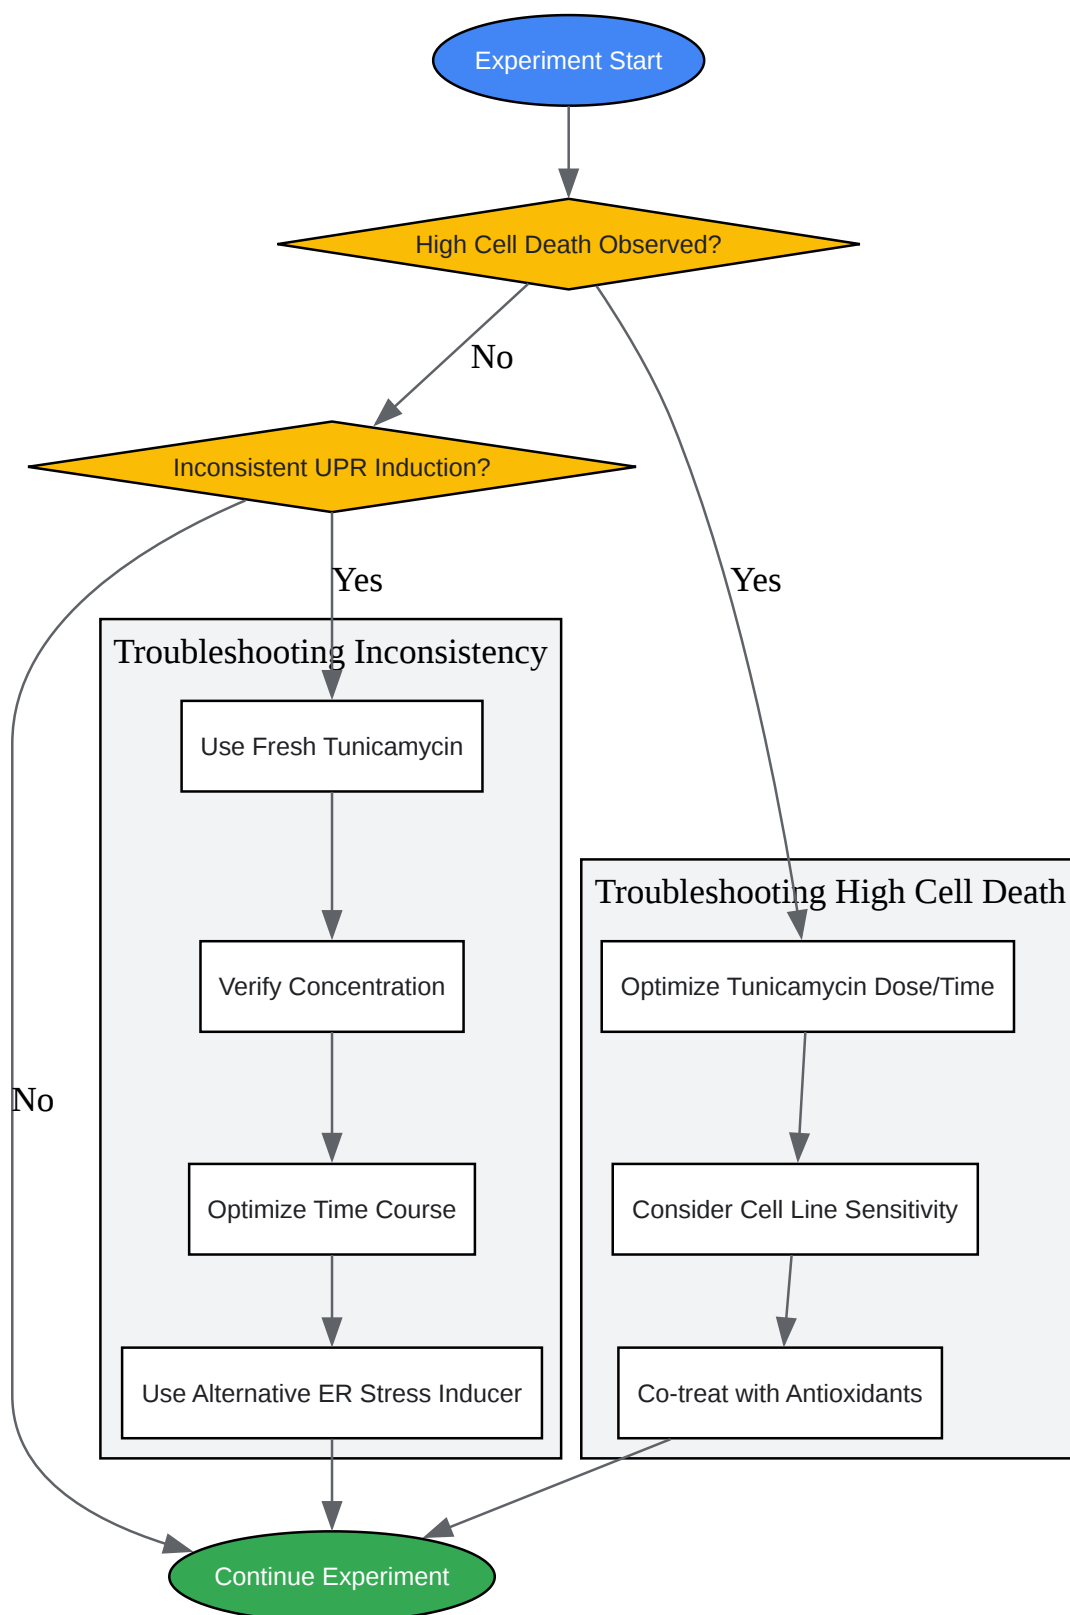 Experiment Start
High Cell Death Observed?
No
Inconsistent UPR Induction?
Yes
Yes
Troubleshooting Inconsistency
Use Fresh Tunicamycin
Troubleshooting High Cell Death
Verify Concentration
Optimize Tunicamycin Dose/Time
No
Optimize Time Course
Consider Cell Line Sensitivity
Use Alternative ER Stress Inducer
Co-treat with Antioxidants
Continue Experiment